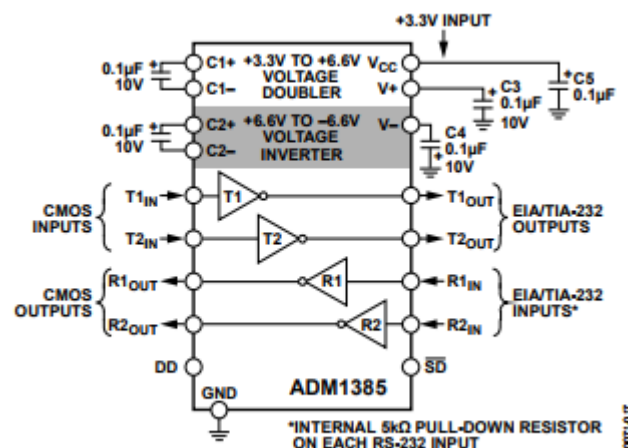 +3.3V INPUT
0.1µF
10V
C1+
C1–
+3.3V TO +6.6V
VOLTAGE
DOUBLER
VCC
V+
C3
0.1µF
10V
C5
0.1µF
0.1µF
10V
C2+
C2–
+6.6V TO –6.6V
VOLTAGE
INVERTER
V–
C4
0.1µF
10V
CMOS
INPUTS
T1IN
T2IN
T1
T2
T1OUT
T2OUT
EIA/TIA-232
OUTPUTS
CMOS
OUTPUTS
R1OUT
R2OUT
R1
R2
R1IN
R2IN
EIA/TIA-232
INPUTS*
DD
SD
GND
ADM1385
*INTERNAL 5kΩ PULL-DOWN RESISTOR
ON EACH RS-232 INPUT